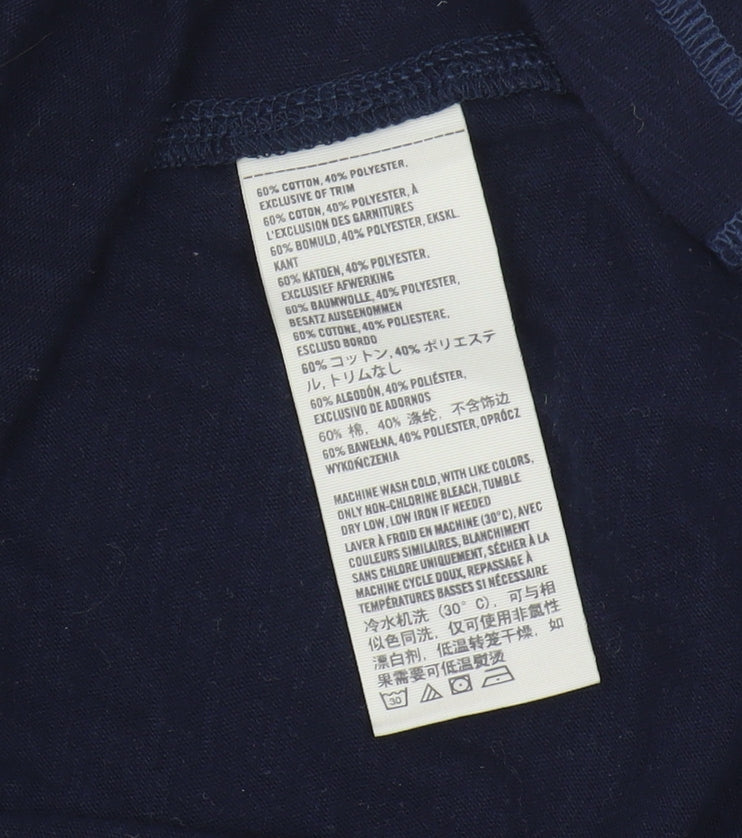 60% COTTON, 40% POLYESTER,
EXCLUSIVE OF TRIM
60% COTON, 40% POLYESTER, À
L'EXCLUSION DES GARNITURES
60% BOMULD, 40% POLYESTER, EKSKL.
KANT
60% KATOEN, 40% POLYESTER,
EXCLUSIEF AFWERKING
60% BAUMWOLLE, 40% POLYESTER,
BESATZ AUSGENOMMEN
60% COTONE, 40% POLIESTERE,
ESCLUSO BORDO
60% コットン, 40% ポリエステ
ル, トリムなし
60% ALGODÓN, 40% POLIÉSTER,
EXCLUSIVO DE ADORNOS
60% 棉, 40% 涤纶, 不含饰边
60% BAWEŁNA, 40% POLIESTER, OPRÓCZ
WYKOŃCZENIA
MACHINE WASH COLD, WITH LIKE COLORS,
ONLY NON-CHLORINE BLEACH, TUMBLE
DRY LOW, LOW IRON IF NEEDED
LAVER À FROID EN MACHINE (30°C), AVEC
COULEURS SIMILAIRES, BLANCHIMENT
SANS CHLORE UNIQUEMENT, SÉCHER À LA
MACHINE CYCLE DOUX, REPASSAGE À
TEMPÉRATURES BASSES SI NÉCESSAIRE
冷水机洗 (30°C), 可与相
似色同洗, 仅可使用非氯性
漂白剂, 低温转笼干燥, 如
果需要可低温熨烫
30